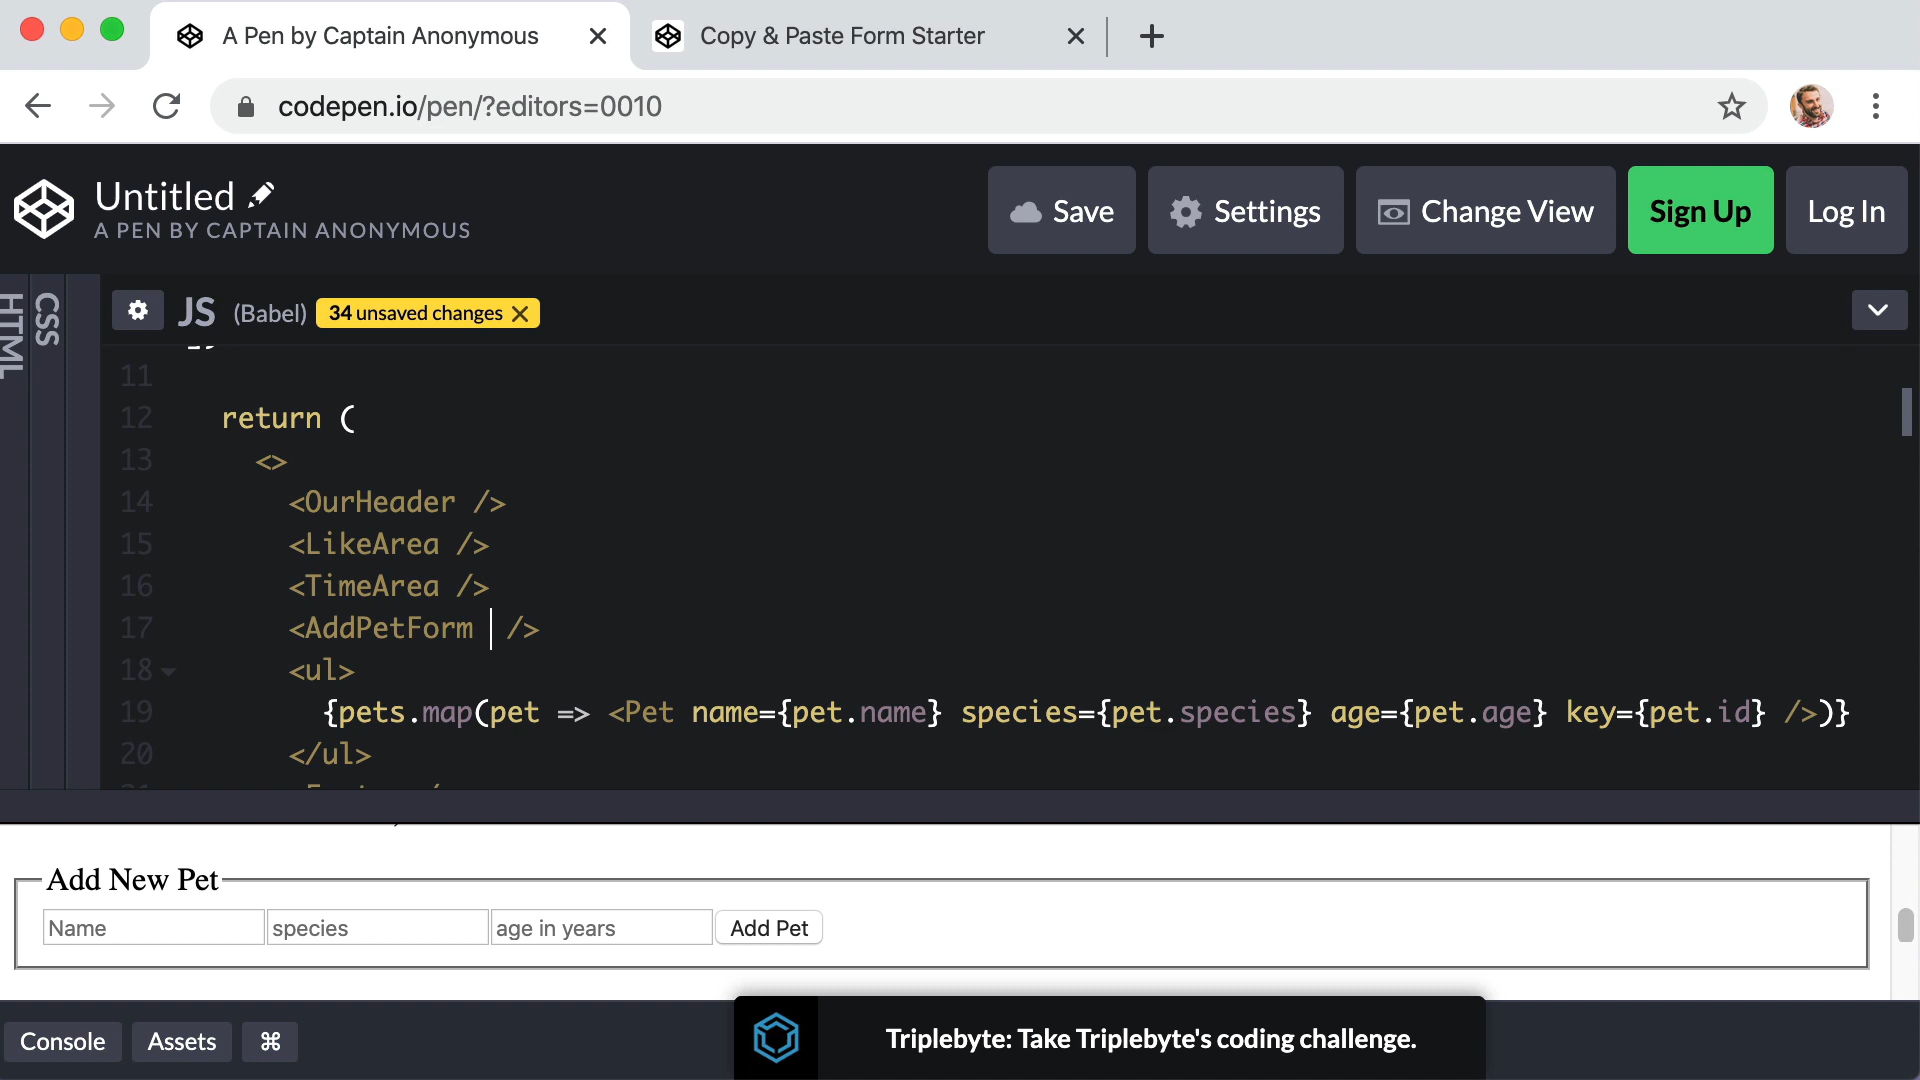 A Pen by Captain Anonymous
Copy & Paste Form Starter
codepen.io/pen/?editors=0010
Untitled
A PEN BY CAPTAIN ANONYMOUS
Save
Settings
Change View
Sign Up
Log In
HTML
CSS
JS (Babel) 34 unsaved changes
11
12 return (
13 <>
14 <OurHeader />
15 <LikeArea />
16 <TimeArea />
17 <AddPetForm />
18 <ul>
19 {pets.map(pet => <Pet name={pet.name} species={pet.species} age={pet.age} key={pet.id} />)}
20 </ul>
Add New Pet
Name
species
age in years
Add Pet
Console
Assets
⌘
Triplebyte: Take Triplebyte's coding challenge.